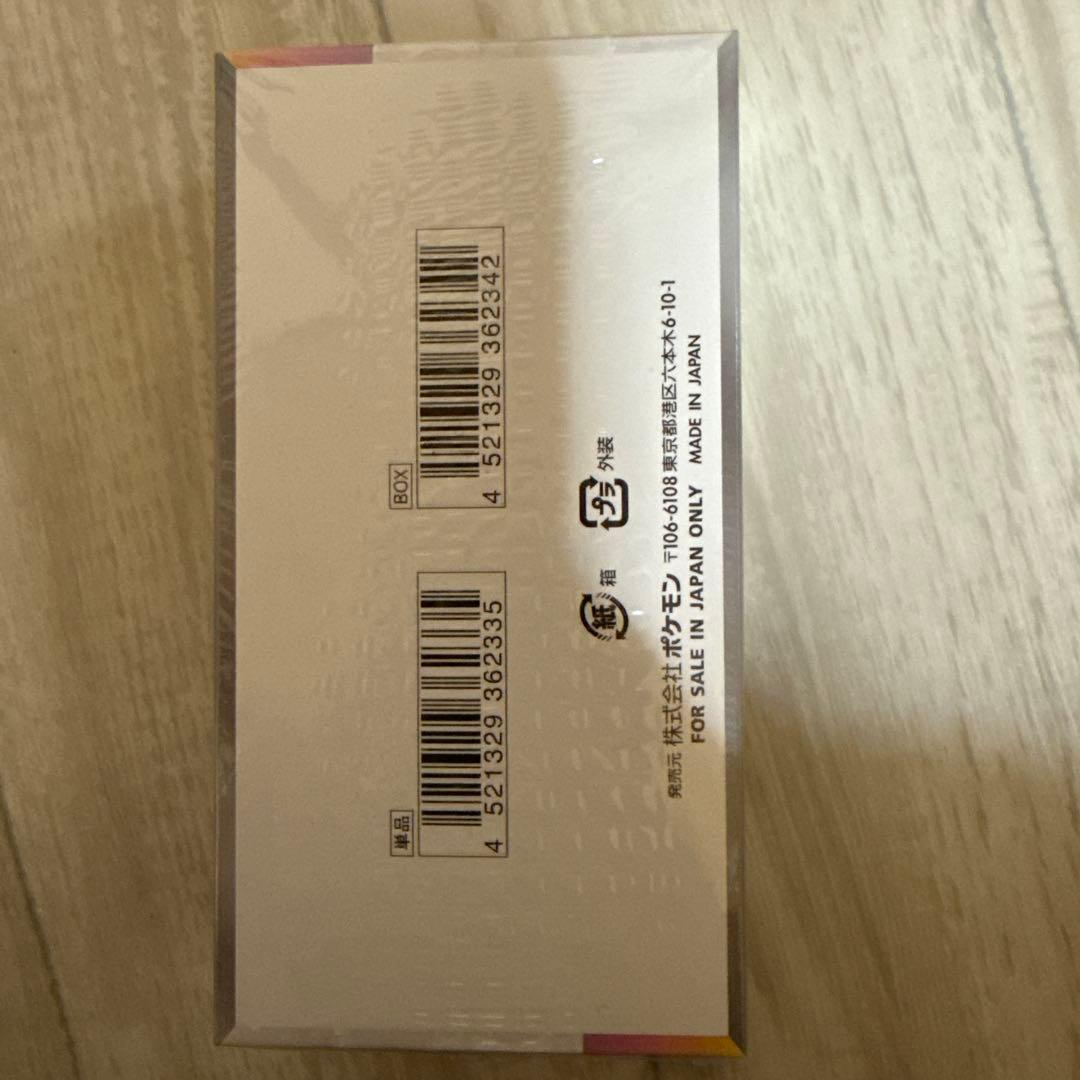 単品
4 521329 362335
BOX
4 521329 362342
紙 箱 プラ 外装
発売元 株式会社ポケモン 〒106-6108 東京都港区六本木6-10-1
FOR SALE IN JAPAN ONLY MADE IN JAPAN